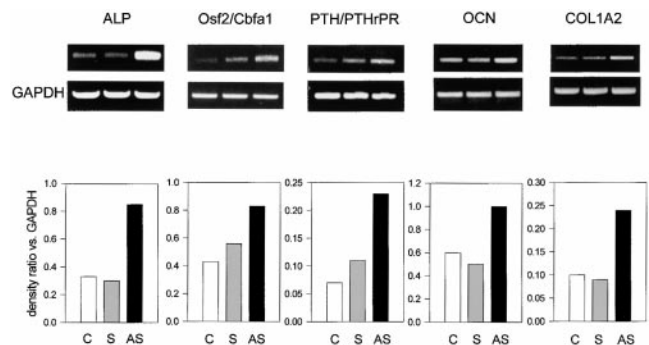 ALP Osf2/Cbfa1 PTH/PTHrPR OCN COL1A2
GAPDH
density ratio vs. GAPDH
1.0 1.0 0.25 1.2 0.30
0.8 0.8 0.20 1.0 0.25
0.6 0.6 0.15 0.8 0.20
0.4 0.4 0.10 0.6 0.15
0.2 0.2 0.05 0.4 0.10
0.0 0.0 0.00 0.2 0.05
0.0 0.00
C S AS C S AS C S AS C S AS C S AS